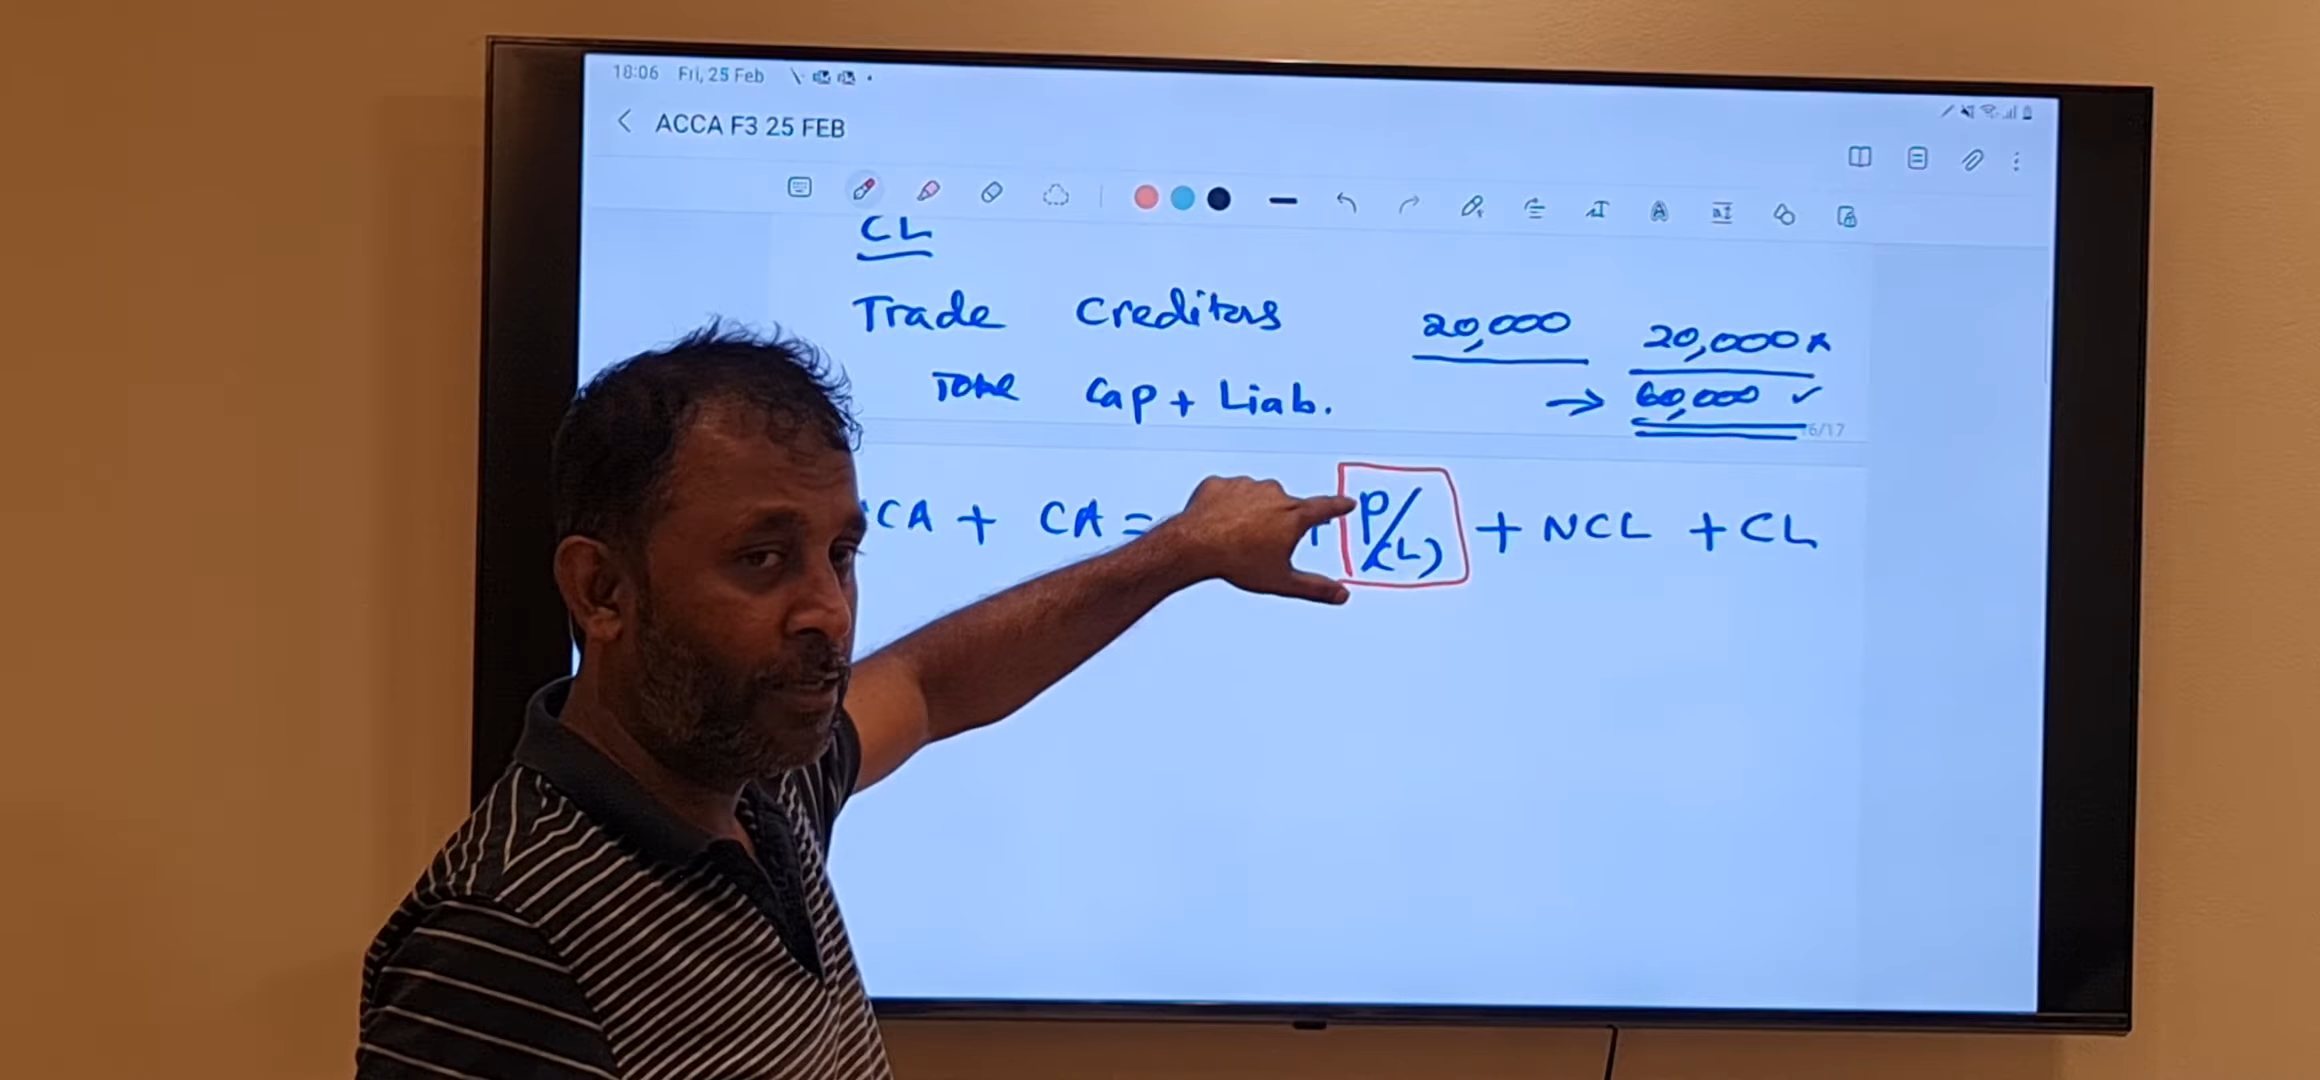 18:06 Fri, 25 Feb
ACCA F3 25 FEB
CL
Trade Creditors 20,000 20,000
Cap + Liab. → 60,000 ✓
6/17
CA + CA = + P/(L) + NCL + CL